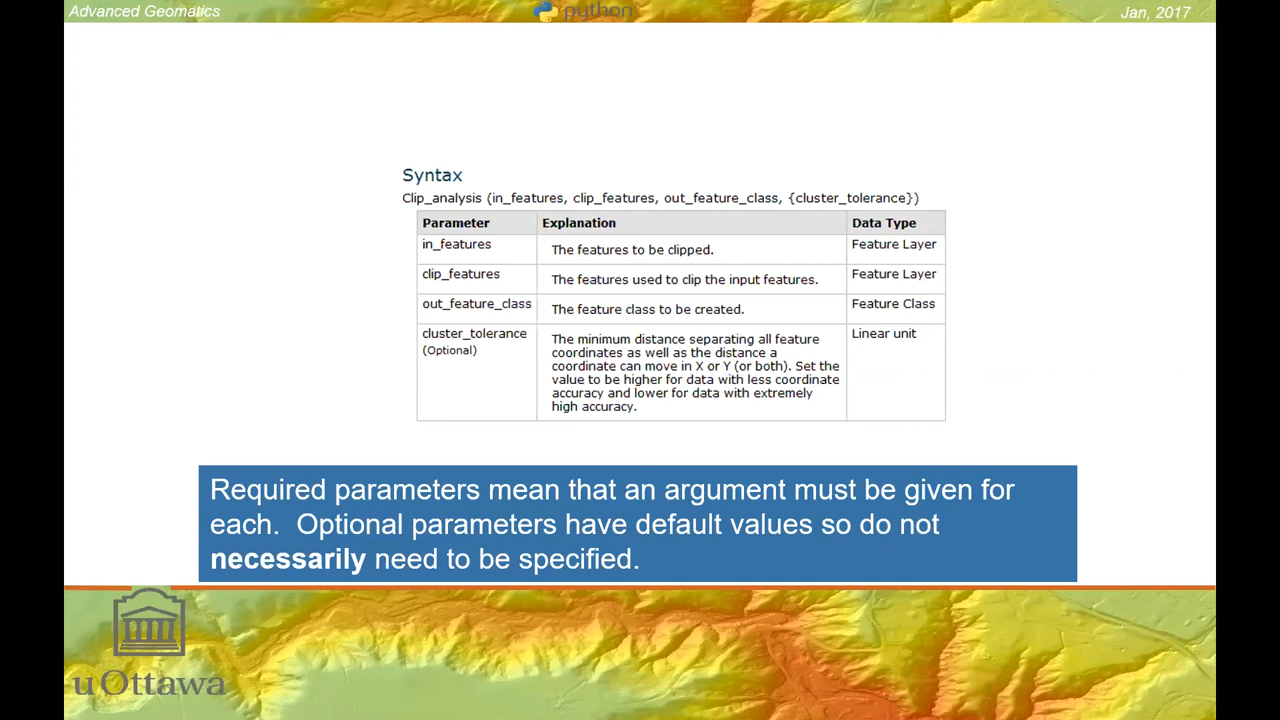 Advanced Geomatics
python
Jan, 2017
Syntax
Clip_analysis (in_features, clip_features, out_feature_class, {cluster_tolerance})
Parameter Explanation Data Type
in_features The features to be clipped. Feature Layer
clip_features The features used to clip the input features. Feature Layer
out_feature_class The feature class to be created. Feature Class
cluster_tolerance The minimum distance separating all feature Linear unit
(Optional) coordinates as well as the distance a
coordinate can move in X or Y (or both). Set the
value to be higher for data with less coordinate
accuracy and lower for data with extremely
high accuracy.
Required parameters mean that an argument must be given for
each.  Optional parameters have default values so do not
necessarily need to be specified.
uOttawa